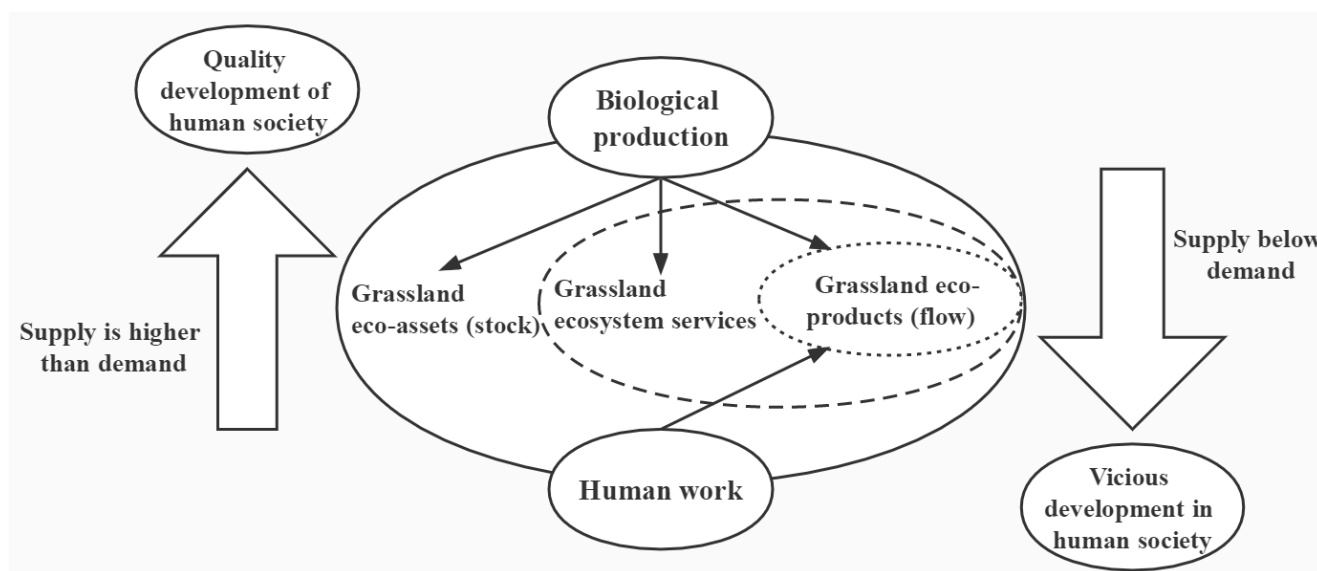 Quality
development of
human society
Biological
production
Supply below
demand
Grassland
eco-assets (stock)
Grassland
ecosystem services
Grassland eco-
products (flow)
Supply is higher
than demand
Human work
Vicious
development in
human society